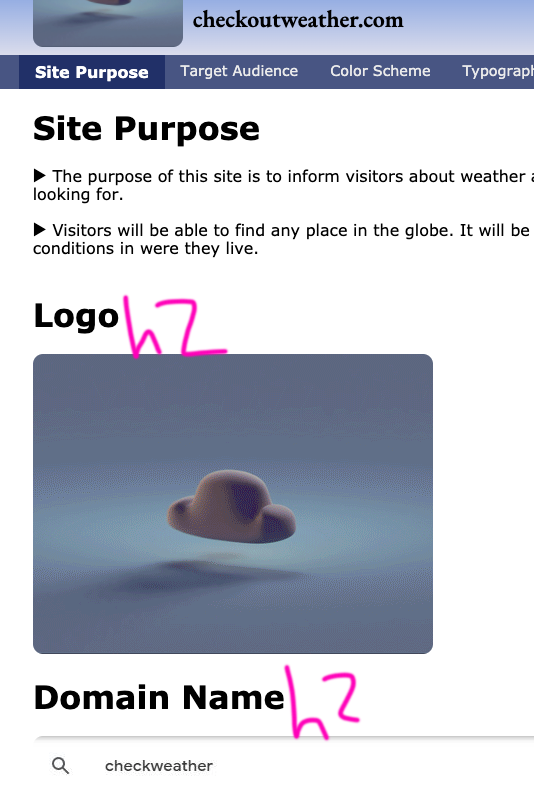 checkoutweather.com
Site Purpose Target Audience Color Scheme Typograph
Site Purpose
▶ The purpose of this site is to inform visitors about weather a
looking for.
▶ Visitors will be able to find any place in the globe. It will be
conditions in were they live.
Logo h2
Domain Name h2
checkweather